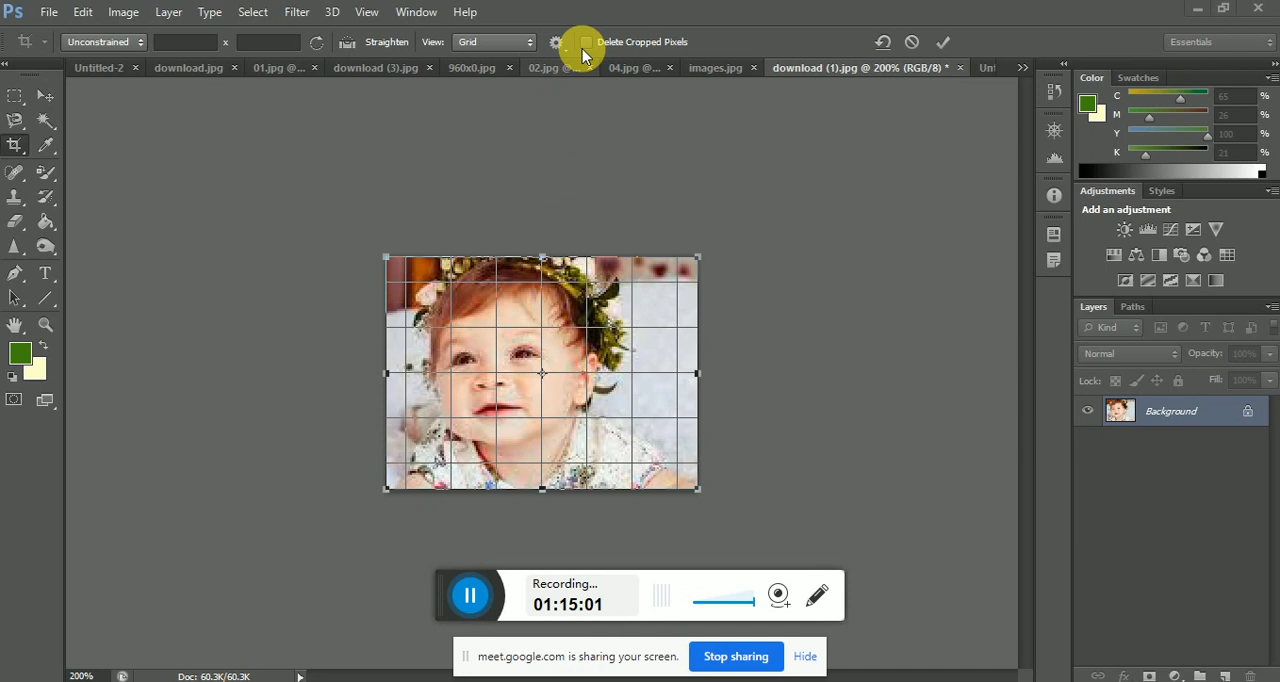 Ps File Edit Image Layer Type Select Filter 3D View Window Help
Unconstrained x Straighten View: Grid Delete Cropped Pixels Essentials
Untitled-2 × download.jpg × 01.jpg @... × download (3).jpg × 960x0.jpg × 02.jpg @... × 04.jpg @... × images.jpg × download (1).jpg @ 200% (RGB/8) * × Unt >>
Color Swatches
C 65 %
M 26 %
Y 100 %
K 21 %
Adjustments Styles
Add an adjustment
Layers Paths
Kind
Normal Opacity: 100%
Lock: Fill: 100%
Background
Recording...
01:15:01
meet.google.com is sharing your screen. Stop sharing Hide
200% Doc: 60.3K/60.3K